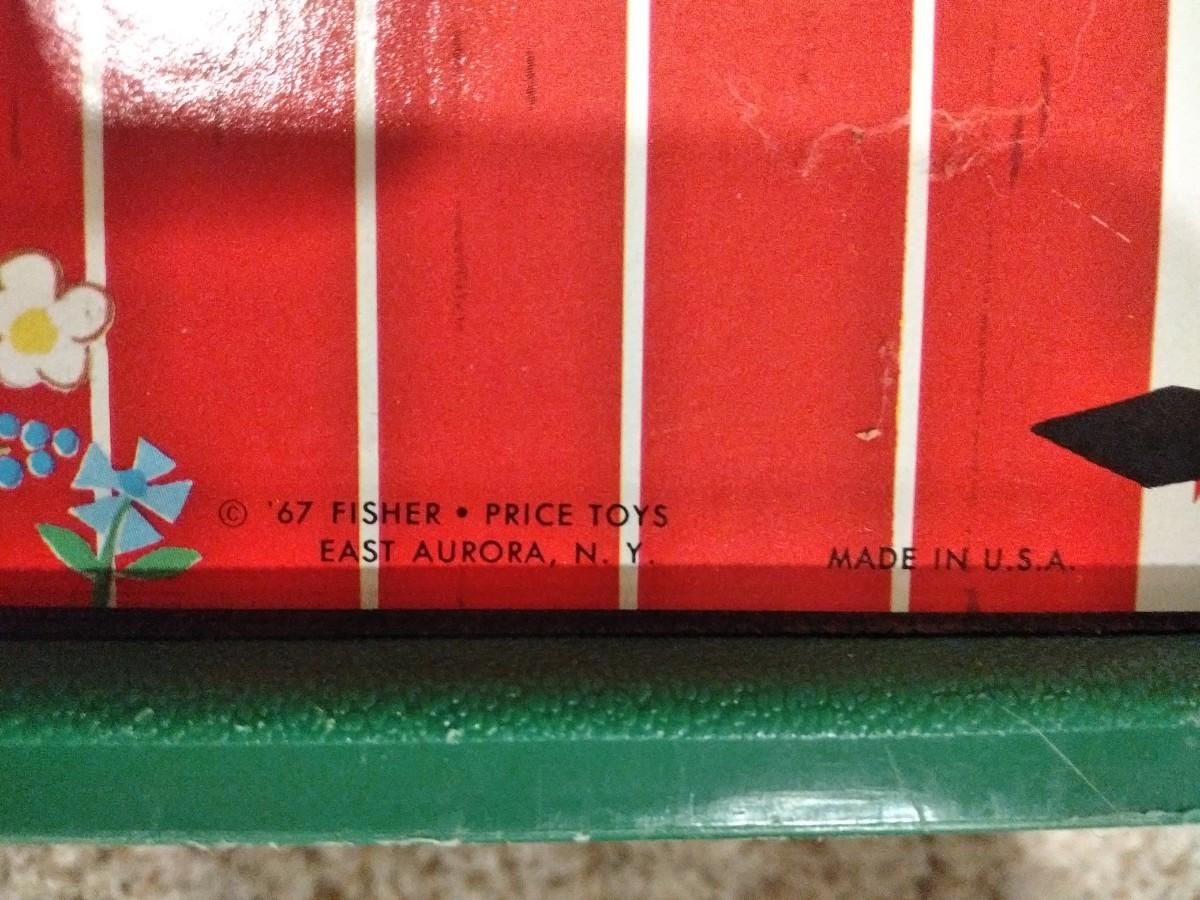 © '67 FISHER • PRICE TOYS
EAST AURORA, N. Y.
MADE IN U.S.A.